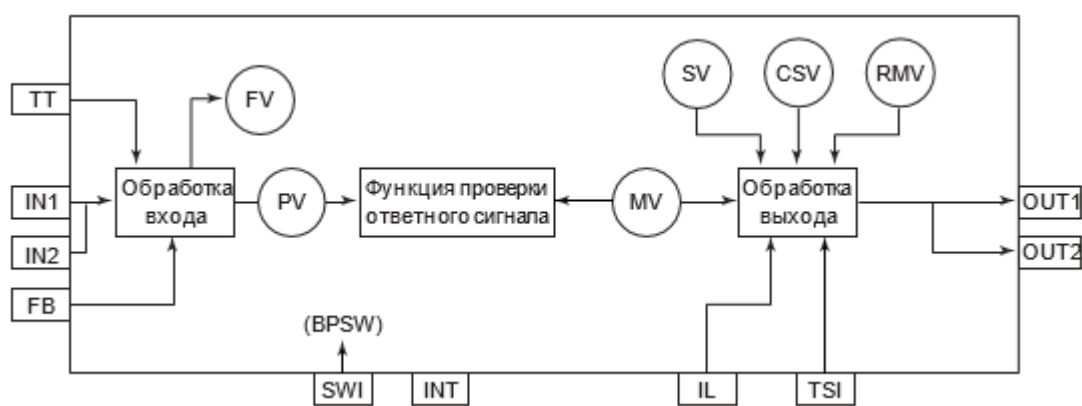 SV
CSV
RMV
TT
FV
IN1
Обработка
входа
PV
Функция проверки
ответного сигнала
MV
Обработка
выхода
OUT1
IN2
OUT2
FB
(BPSW)
SWI
INT
IL
TSI